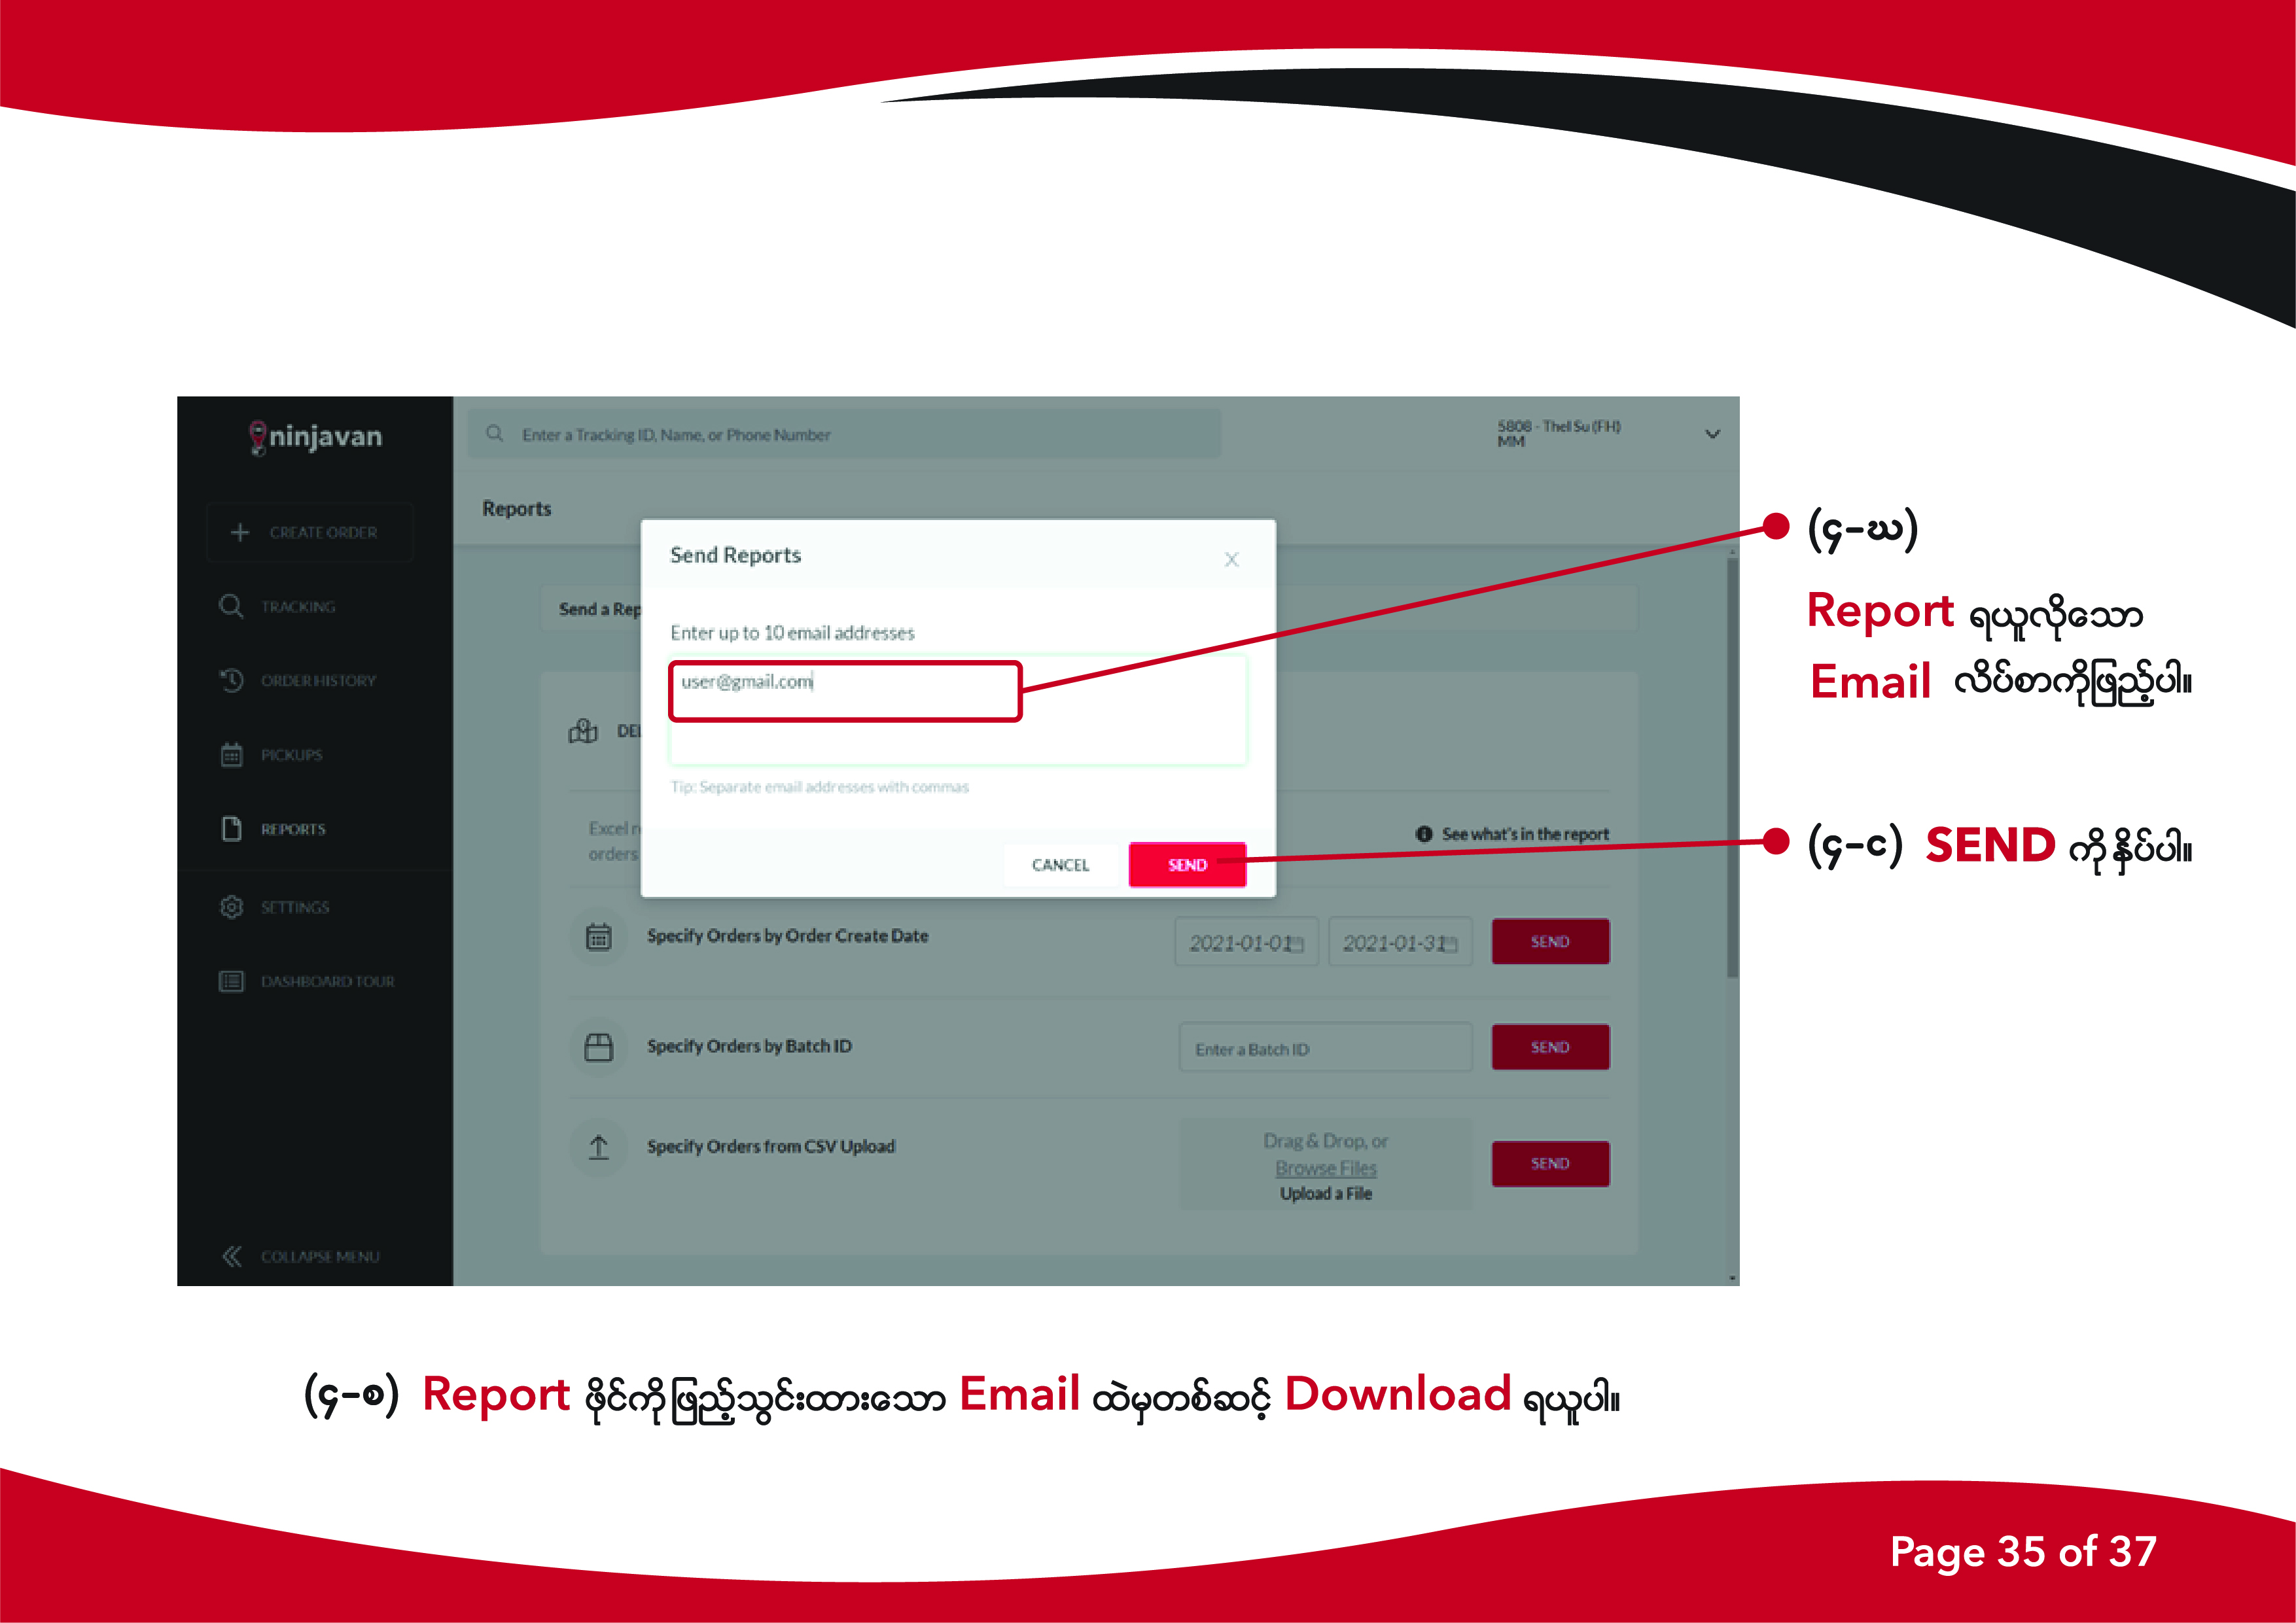 ninjavan
Enter a Tracking ID, Name, or Phone Number
5808 - Thel Su (FH)
MM
CREATE ORDER
TRACKING
ORDER HISTORY
PICKUPS
REPORTS
SETTINGS
DASHBOARD TOUR
COLLAPSE MENU
Reports
Send a Rep
Send Reports
X
Enter up to 10 email addresses
user@gmail.com
Tip: Separate email addresses with commas
CANCEL
SEND
DEL
Excel r
orders
See what's in the report
Specify Orders by Order Create Date
2021-01-01
2021-01-31
SEND
Specify Orders by Batch ID
Enter a Batch ID
SEND
Specify Orders from CSV Upload
Drag & Drop, or
Browse Files
Upload a File
SEND
(၄-ဃ)
Report ရယူလိုသော
Email လိပ်စာကိုဖြည့်ပါ။
(၄-င) SEND ကိုနှိပ်ပါ။
(၄-စ) Report ဖိုင်ကိုဖြည့်သွင်းထားသော Email ထဲမှတစ်ဆင့် Download ရယူပါ။
Page 35 of 37